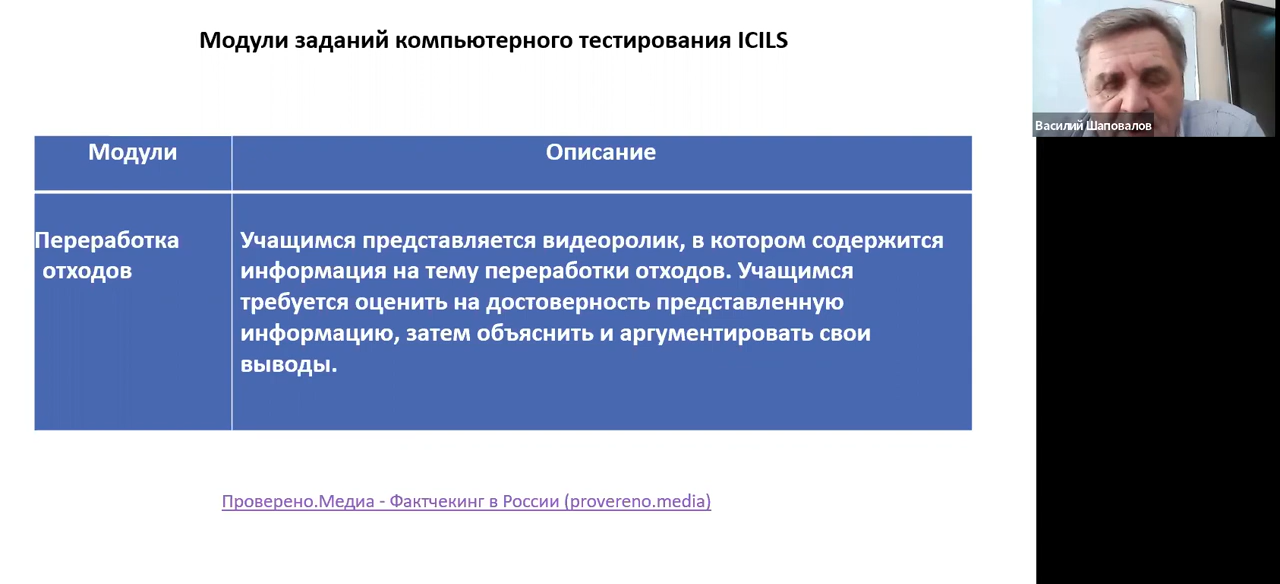 Модули заданий компьютерного тестирования ICILS
Василий Шаповалов
Модули
Описание
Переработка
отходов
Учащимся представляется видеоролик, в котором содержится
информация на тему переработки отходов. Учащимся
требуется оценить на достоверность представленную
информацию, затем объяснить и аргументировать свои
выводы.
Проверено.Медиа - Фактчекинг в России (provereno.media)